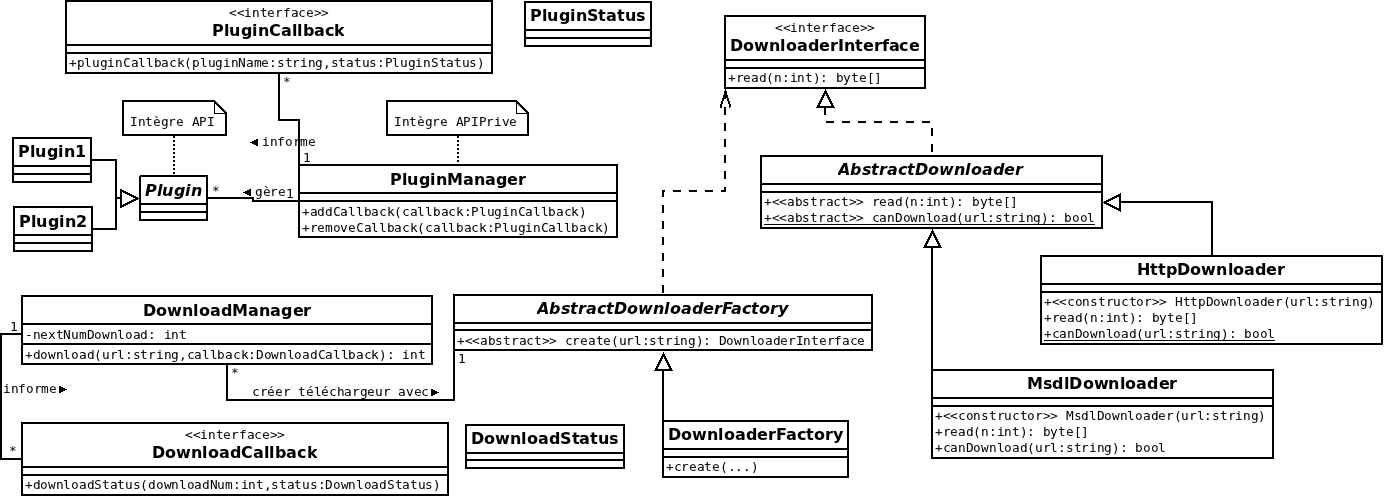 <<interface>>
PluginCallback
+pluginCallback(pluginName:string,status:PluginStatus)
*
PluginStatus
<<interface>>
DownloaderInterface
+read(n:int): byte[]
Intègre API
Intègre APIPrive
◄ informe
1
Plugin1
Plugin2
Plugin
*
◄ gère
1
PluginManager
+addCallback(callback:PluginCallback)
+removeCallback(callback:PluginCallback)
AbstractDownloader
+<<abstract>> read(n:int): byte[]
+<<abstract>> canDownload(url:string): bool
HttpDownloader
+<<constructor>> HttpDownloader(url:string)
+read(n:int): byte[]
+canDownload(url:string): bool
DownloadManager
-nextNumDownload: int
+download(url:string,callback:DownloadCallback): int
1
informe►
*
*
créer téléchargeur avec►
1
AbstractDownloaderFactory
+<<abstract>> create(url:string): DownloaderInterface
MsdlDownloader
+<<constructor>> MsdlDownloader(url:string)
+read(n:int): byte[]
+canDownload(url:string): bool
<<interface>>
DownloadCallback
+downloadStatus(downloadNum:int,status:DownloadStatus)
DownloadStatus
DownloaderFactory
+create(...)